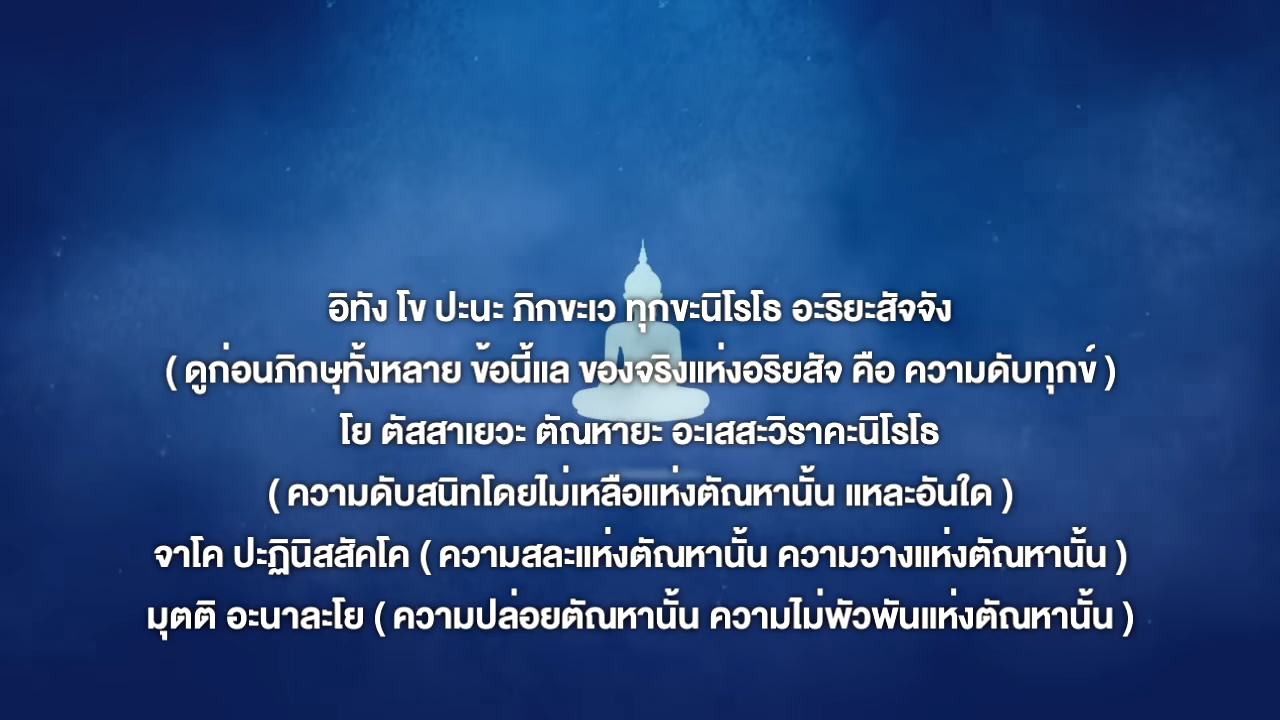 อิทัง โข ปะนะ ภิกขะเว ทุกขะนิโรโธ อะริยะสัจจัง
( ดูก่อนภิกษุทั้งหลาย ข้อนี้แล ของจริงแห่งอริยสัจ คือ ความดับทุกข์ )
โย ตัสสาเยวะ ตัณหายะ อะเสสะวิราคะนิโรโธ
( ความดับสนิทโดยไม่เหลือแห่งตัณหานั้น แหละอันใด )
จาโค ปะฏินิสสัคโค ( ความสละแห่งตัณหานั้น ความวางแห่งตัณหานั้น )
มุตติ อะนาละโย ( ความปล่อยตัณหานั้น ความไม่พัวพันแห่งตัณหานั้น )